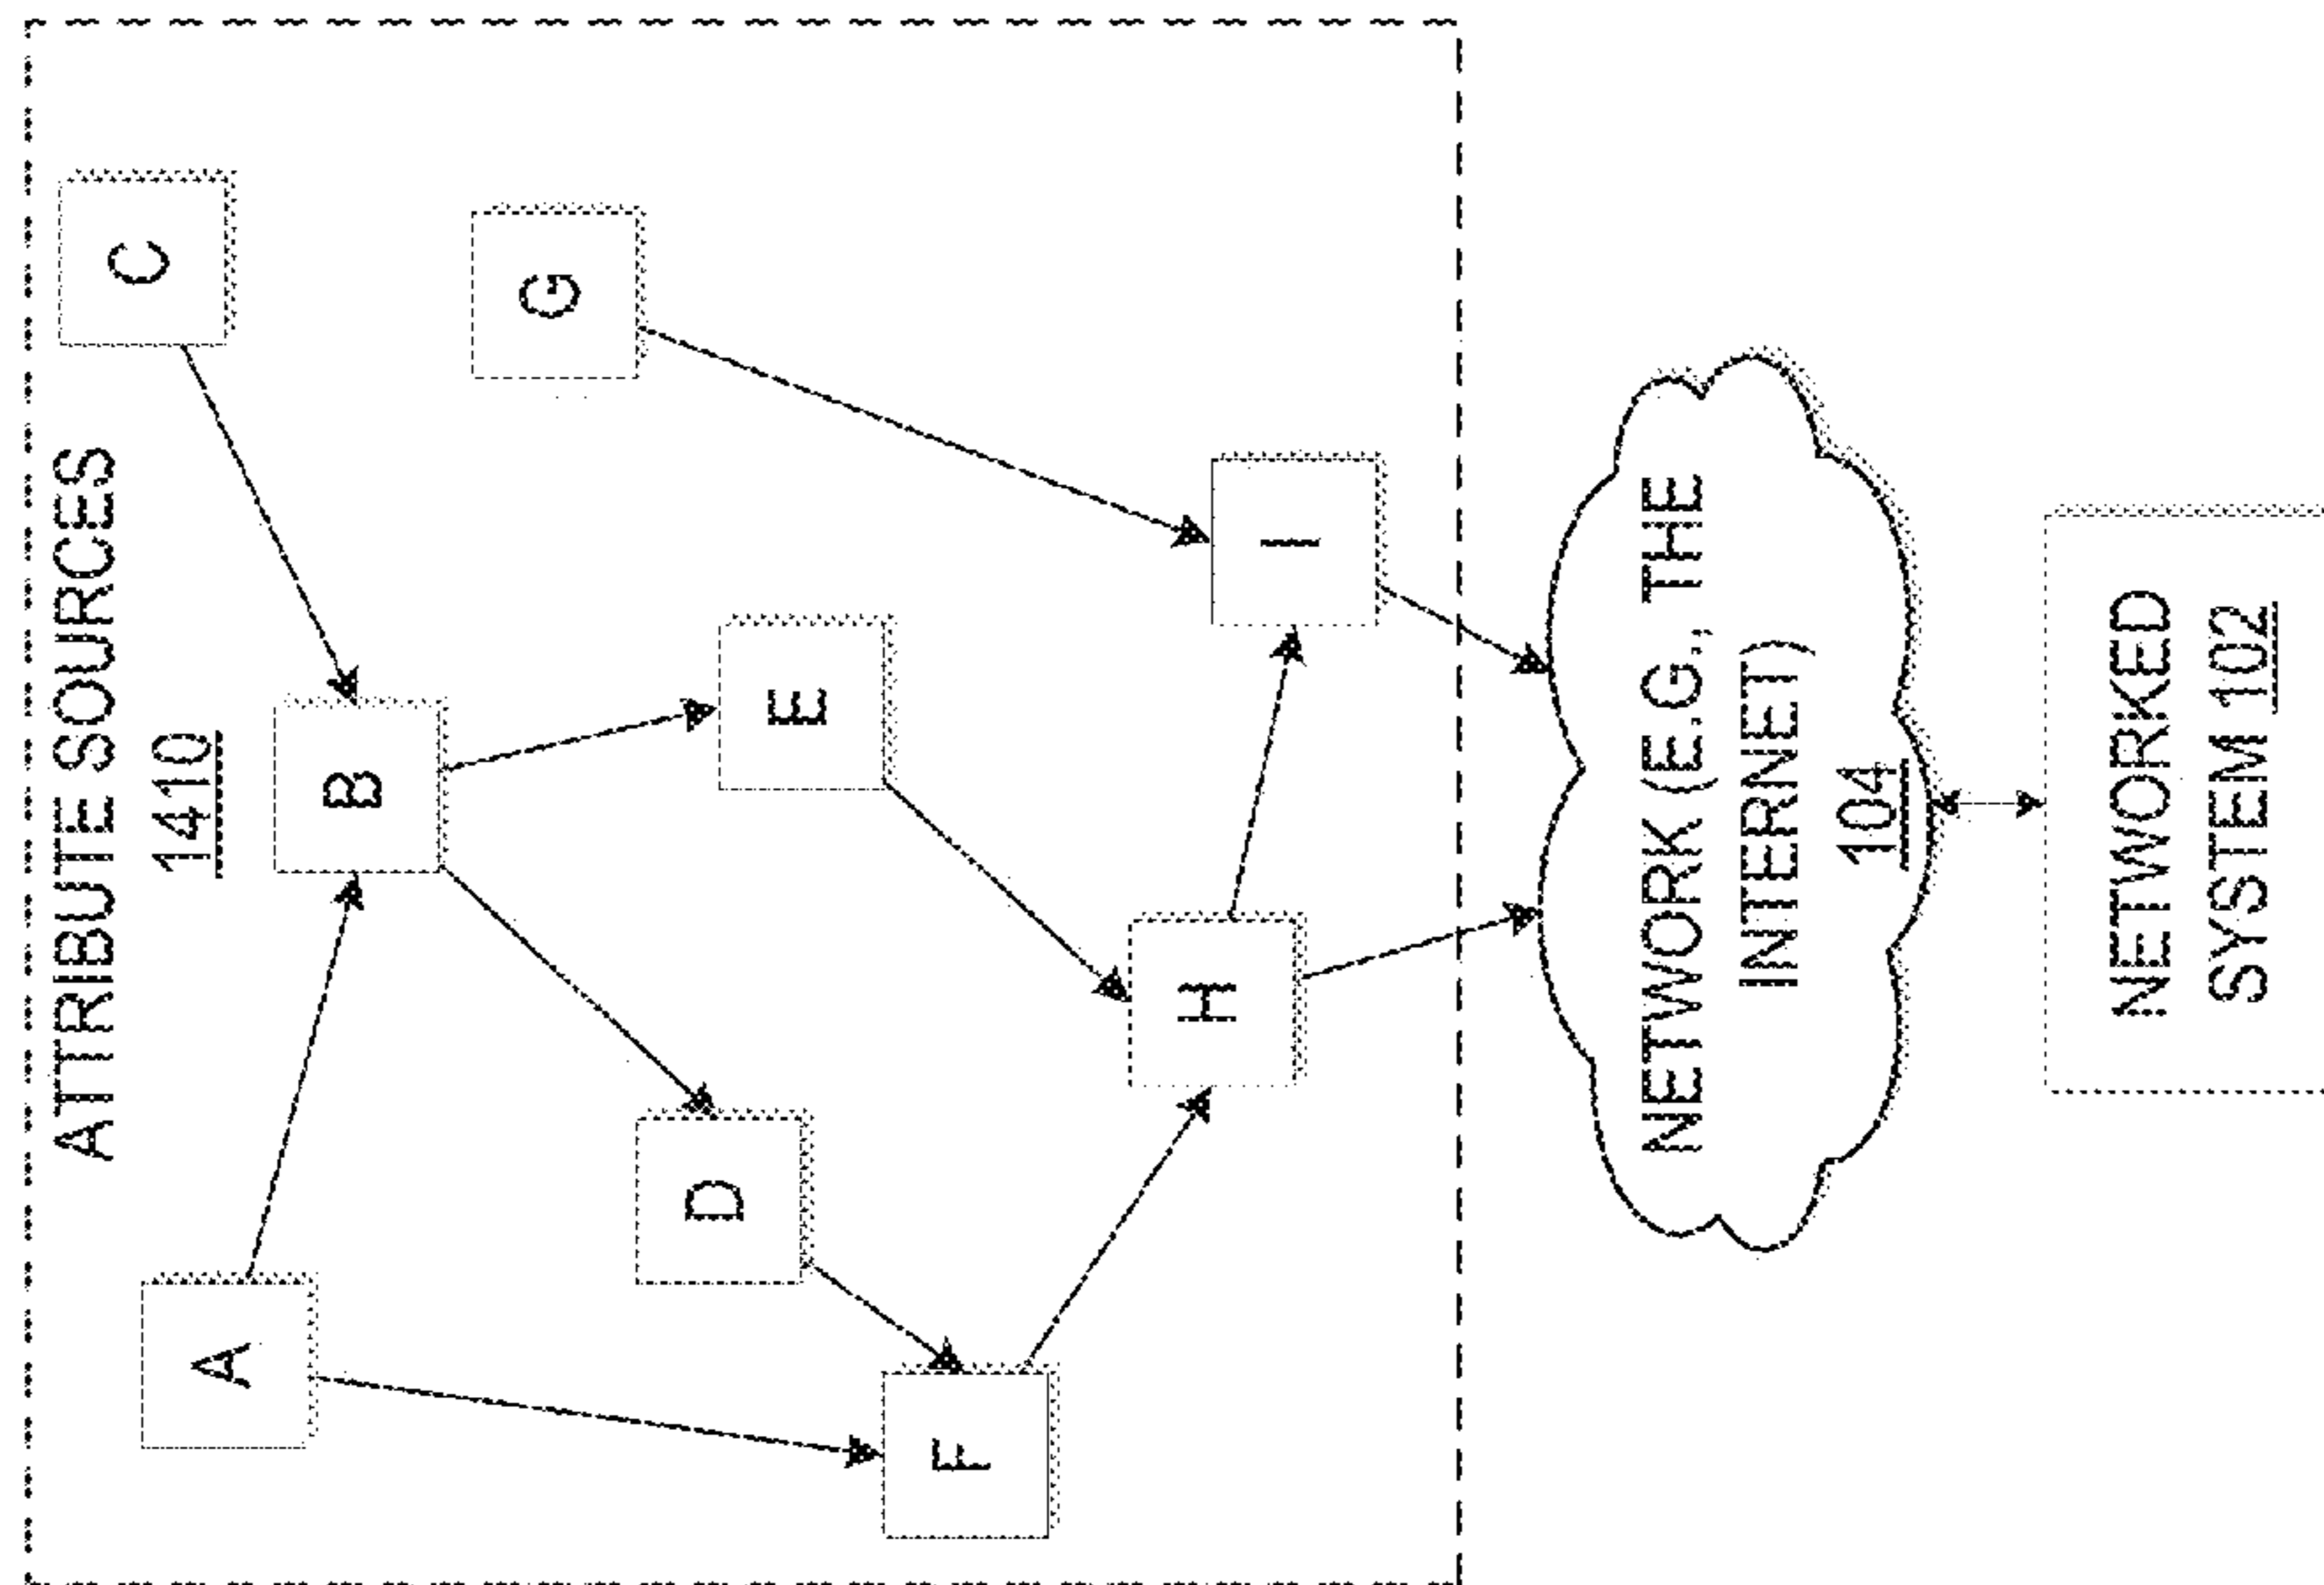 ATTRIBUTE SOURCES
1410
A
B
C
D
E
F
G
H
I
NETWORK (E.G., THE
INTERNET)
104
NETWORKED
SYSTEM 102